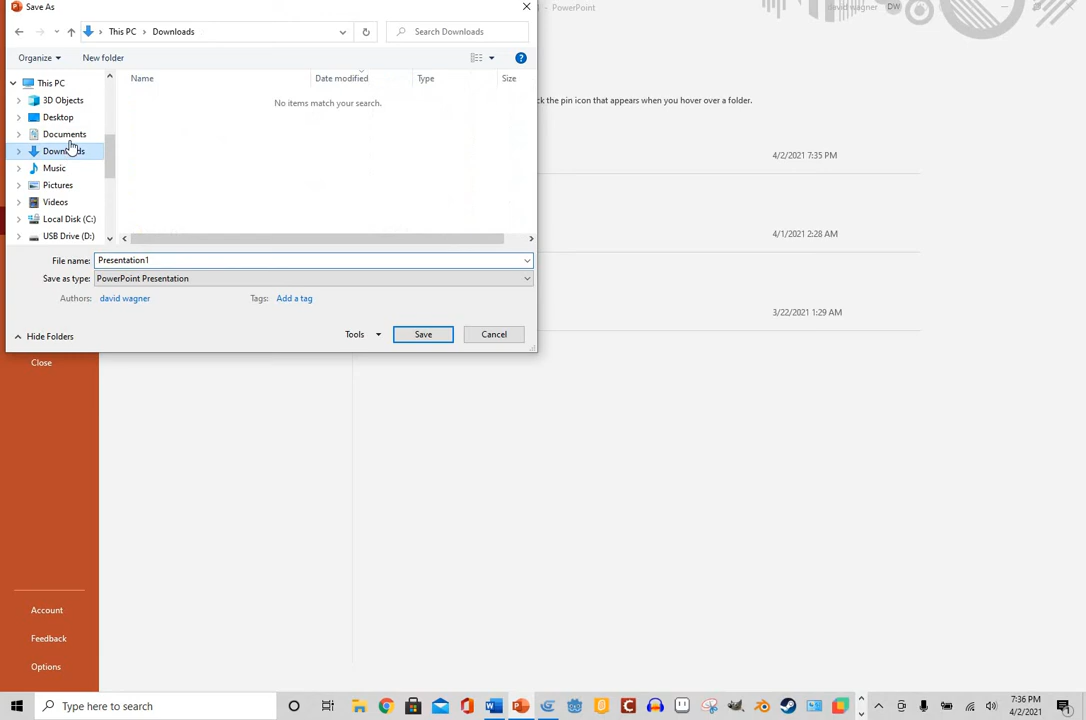 Save As
- PowerPoint
david wagner DW
This PC > Downloads
Search Downloads
Organize
New folder
This PC
3D Objects
Desktop
Documents
Downloads
Music
Pictures
Videos
Local Disk (C:)
USB Drive (D:)
Name Date modified Type Size
No items match your search.
ck the pin icon that appears when you hover over a folder.
4/2/2021 7:35 PM
4/1/2021 2:28 AM
3/22/2021 1:29 AM
File name: Presentation1
Save as type: PowerPoint Presentation
Authors: david wagner Tags: Add a tag
Hide Folders
Tools Save Cancel
Close
Account
Feedback
Options
Type here to search
7:36 PM
4/2/2021